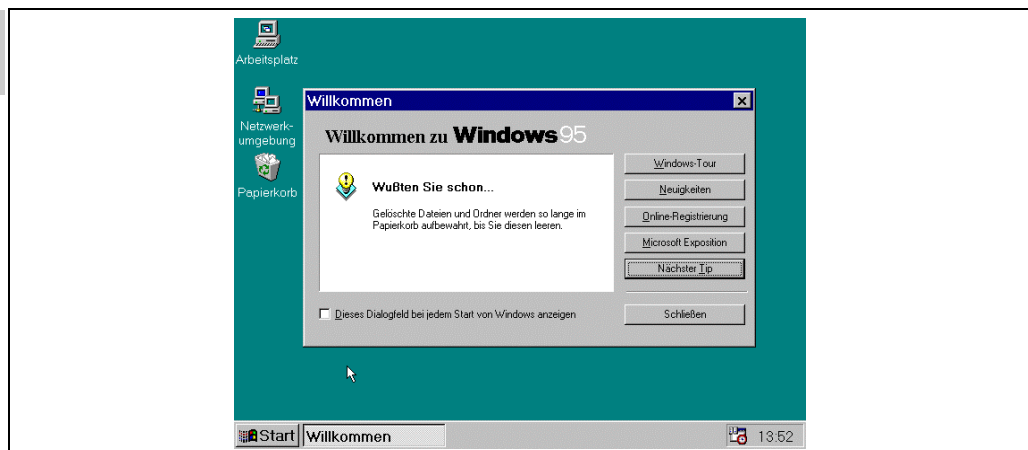 Arbeitsplatz
Netzwerk-
umgebung
Papierkorb
Willkommen
Willkommen zu Windows 95
Wußten Sie schon...
Gelöschte Dateien und Ordner werden so lange im
Papierkorb aufbewahrt, bis Sie diesen leeren.
Windows-Tour
Neuigkeiten
Online-Registrierung
Microsoft Exposition
Nächster Tip
Dieses Dialogfeld bei jedem Start von Windows anzeigen
Schließen
Start
Willkommen
13:52